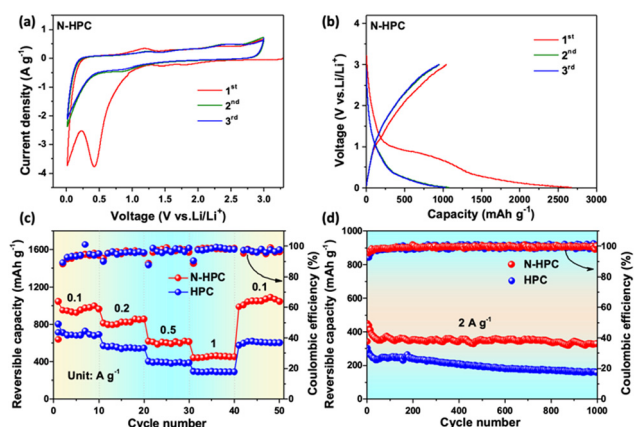 (a) N-HPC
1st
2nd
3rd
Current density (A g-1)
1
0
-1
-2
-3
-4
0.0 0.5 1.0 1.5 2.0 2.5 3.0
Voltage (V vs.Li/Li+)
(b) N-HPC
1st
2nd
3rd
Voltage (V vs.Li/Li+)
4
3
2
1
0
0 500 1000 1500 2000 2500 3000
Capacity (mAh g-1)
(c)
Reversible capacity (mAh g-1)
1600
1200
800
400
0
N-HPC
HPC
0.1
0.2
0.5
1
0.1
Unit: A g-1
0 10 20 30 40 50
Cycle number
100
80
60
40
20
0
Coulombic efficiency (%)
(d)
Reversible capacity (mAh g-1)
1000
800
600
400
200
0
N-HPC
HPC
2 A g-1
0 200 400 600 800 1000
Cycle number
100
80
60
40
20
0
Coulombic efficiency (%)